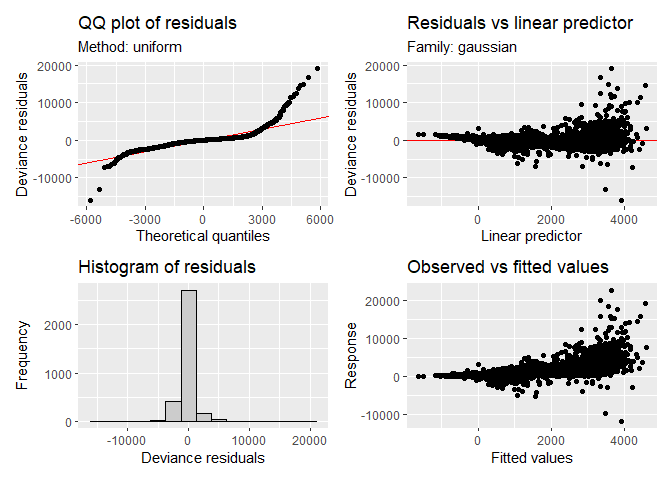 QQ plot of residuals
Method: uniform
Deviance residuals
20000
10000
0
-10000
-6000 -3000 0 3000 6000
Theoretical quantiles
Residuals vs linear predictor
Family: gaussian
Deviance residuals
20000
10000
0
-10000
0 2000 4000
Linear predictor
Histogram of residuals
Frequency
2000
1000
0
-10000 0 10000 20000
Deviance residuals
Observed vs fitted values
Response
20000
10000
0
-10000
0 2000 4000
Fitted values